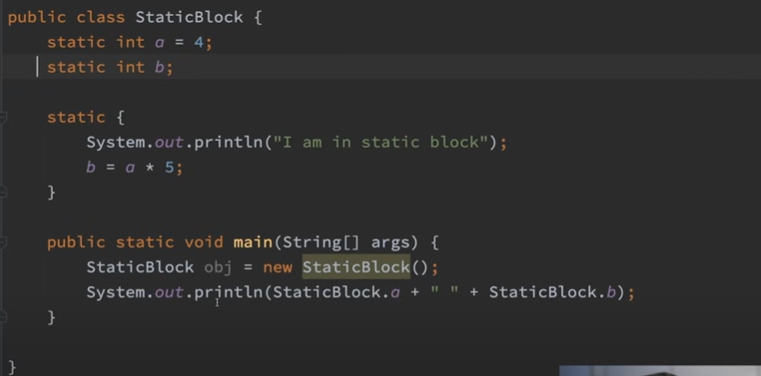 public class StaticBlock {
static int a = 4;
static int b;
static {
System.out.println("I am in static block");
b = a * 5;
}
public static void main(String[] args) {
StaticBlock obj = new StaticBlock();
System.out.println(StaticBlock.a + " " + StaticBlock.b);
}
}